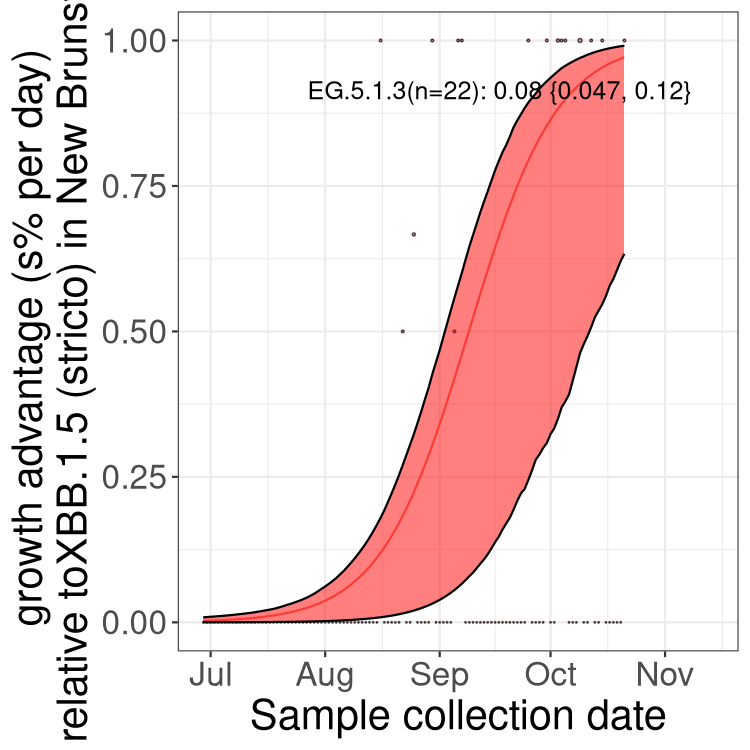 growth advantage (s% per day)
relative toXBB.1.5 (stricto) in New
1.00
0.75
0.50
0.25
0.00
EG.5.1.3(n=22): 0.08 {0.047, 0.12}
Jul Aug Sep Oct Nov
Sample collection date